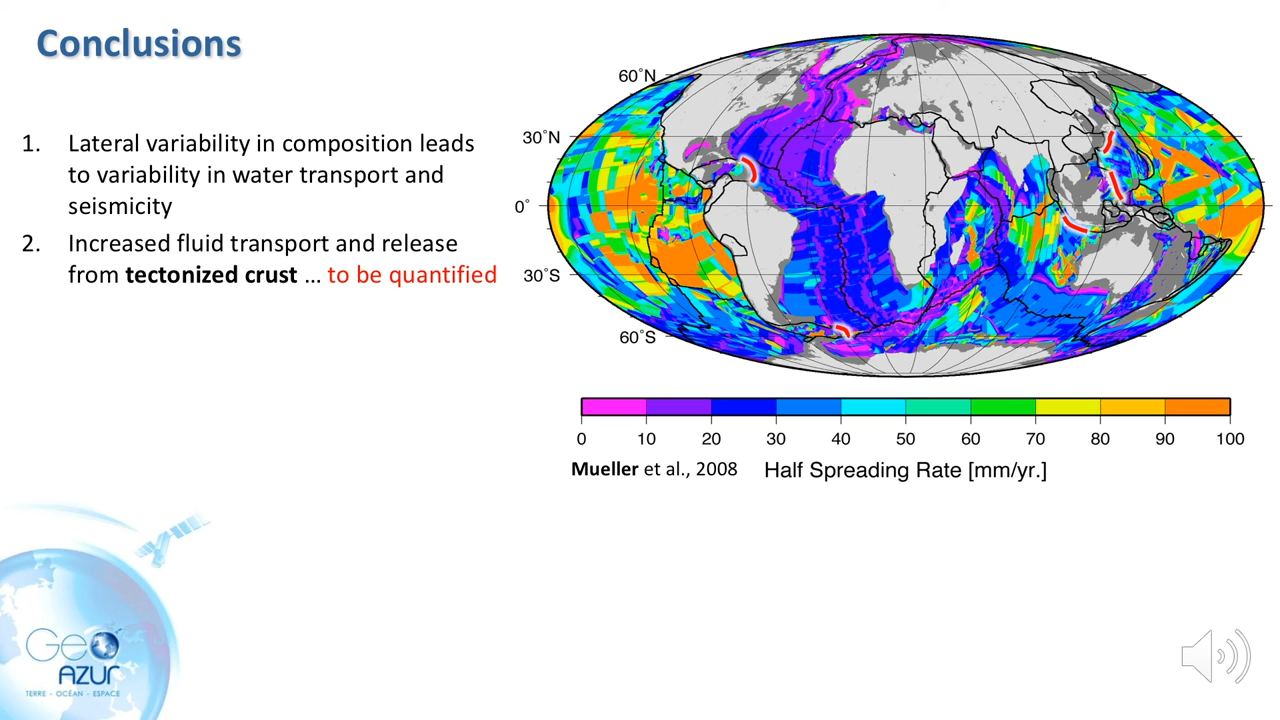 Conclusions
1. Lateral variability in composition leads
to variability in water transport and
seismicity
2. Increased fluid transport and release
from tectonized crust ... to be quantified
60˚N
30˚N
0˚
30˚S
60˚S
0 10 20 30 40 50 60 70 80 90 100
Mueller et al., 2008 Half Spreading Rate [mm/yr.]
Geo
AZUR
TERRE - OCÉAN - ESPACE